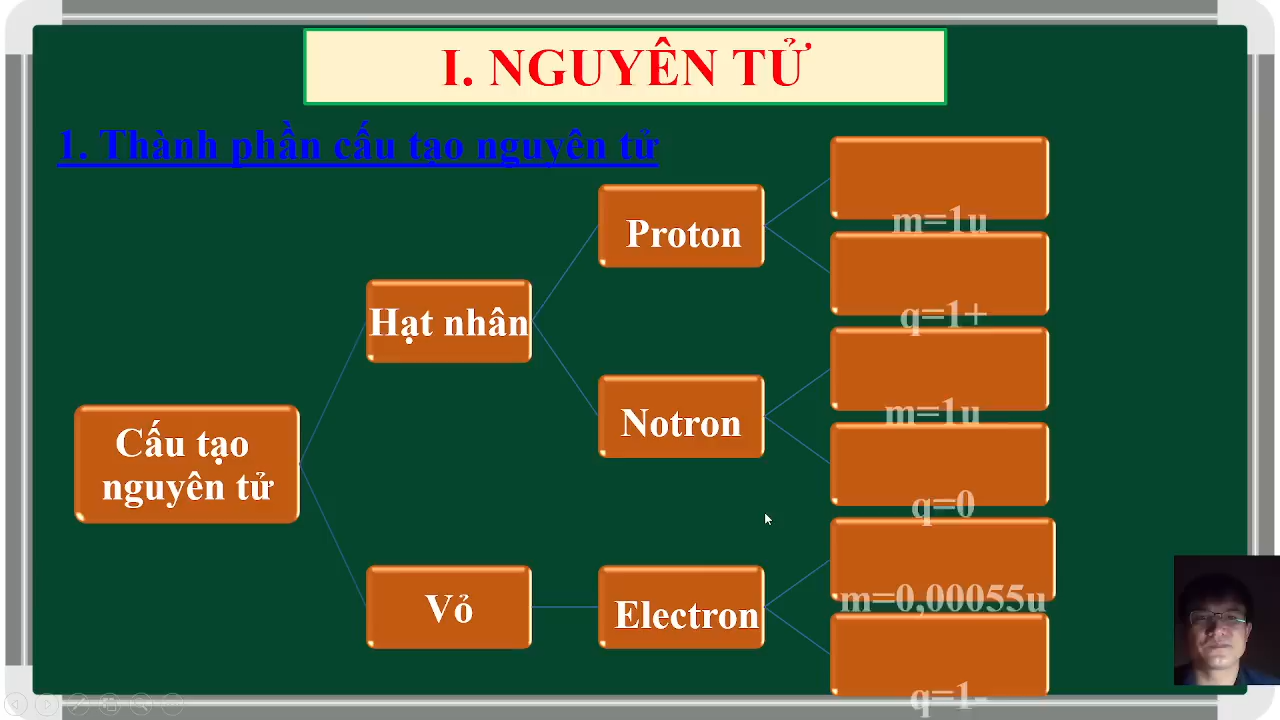 I. NGUYÊN TỬ
1. Thành phần cấu tạo nguyên tử
Cấu tạo
nguyên tử
Hạt nhân
Vỏ
Proton
Notron
Electron
m=1u
q=1+
m=1u
q=0
m=0,00055u
q=1-